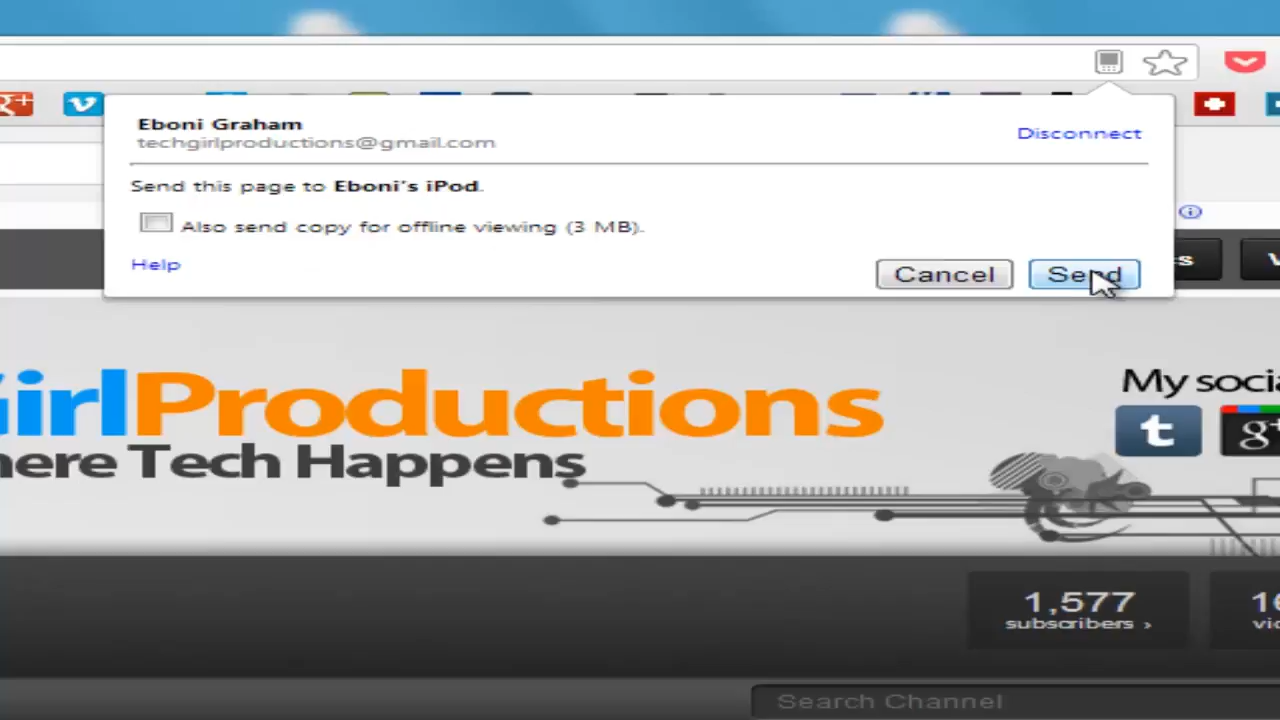 g+
Eboni Graham
techgirlproductions@gmail.com
Disconnect
Send this page to Eboni's iPod.
Also send copy for offline viewing (3 MB).
Help
Cancel
Send
GirlProductions
here Tech Happens
My socia
t
g+
1,577
subscribers ›
Search Channel